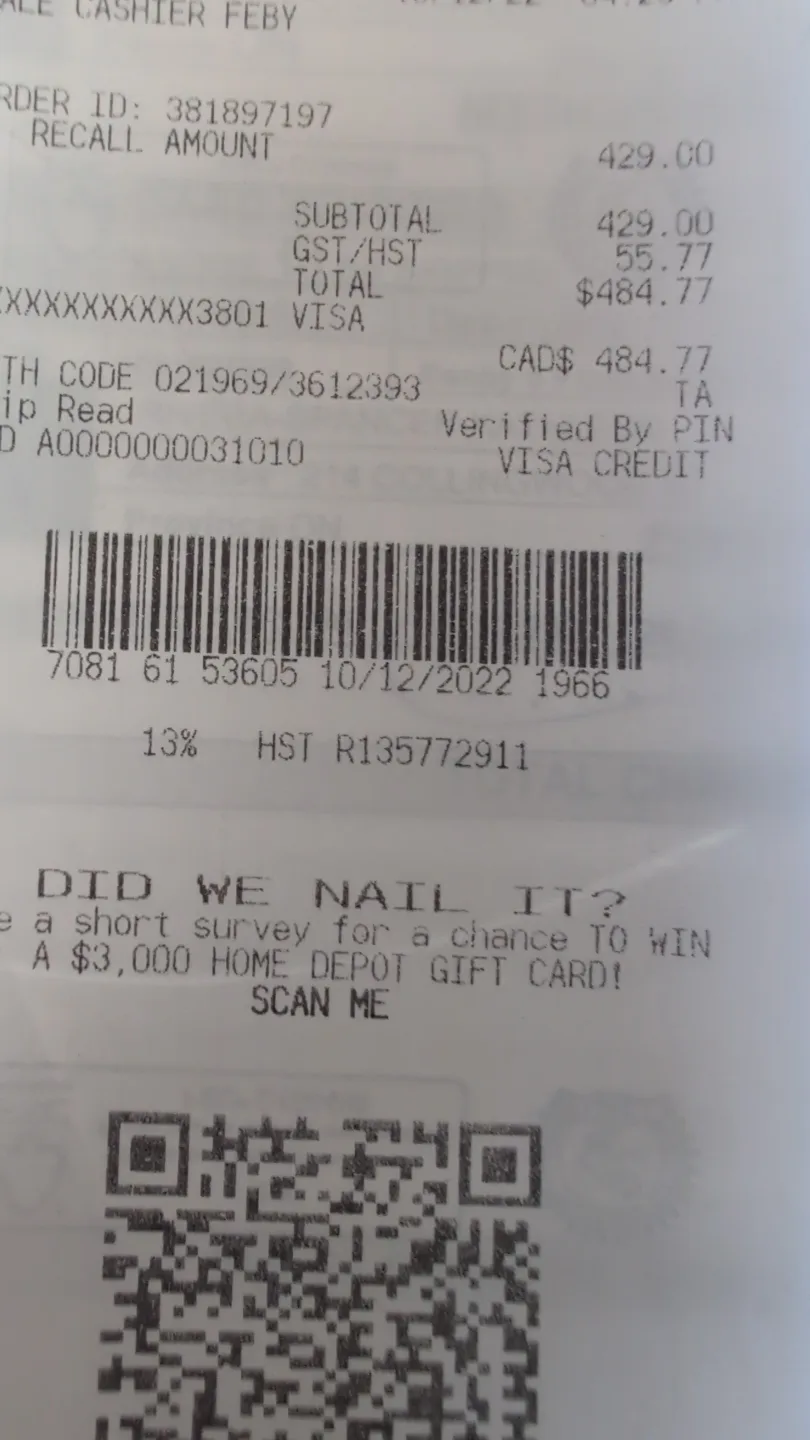 CASHIER FEBY
RDER ID: 381897197
RECALL AMOUNT 429.00
SUBTOTAL 429.00
GST/HST 55.77
TOTAL $484.77
XXXXXXXXXXX3801 VISA
CAD$ 484.77
TH CODE 021969/3612393 TA
ip Read Verified By PIN
D A0000000031010 VISA CREDIT
7081 61 53605 10/12/2022 1966
13% HST R135772911
DID WE NAIL IT?
e a short survey for a chance TO WIN
A $3,000 HOME DEPOT GIFT CARD!
SCAN ME